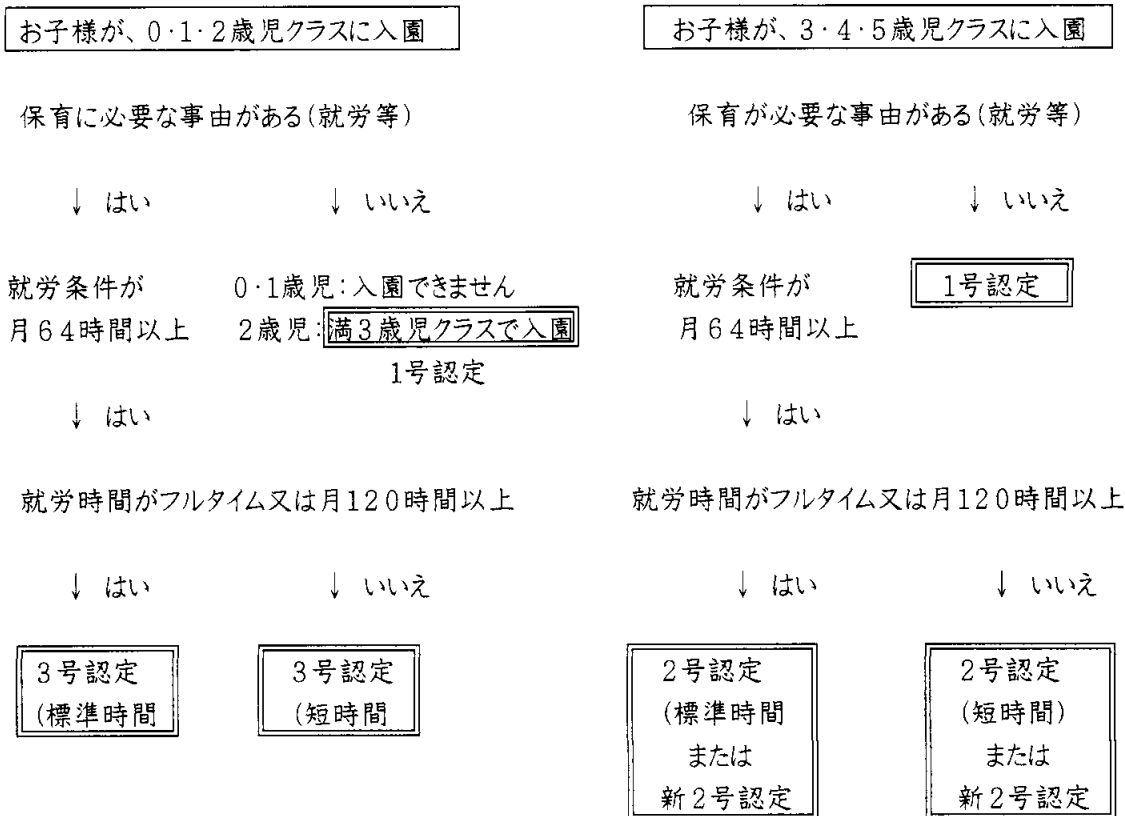 お子様が、0・1・2歳児クラスに入園
保育に必要な事由がある(就労等)
↓ はい
↓ いいえ
就労条件が
月64時間以上
0・1歳児:入園できません
2歳児:満3歳児クラスで入園
1号認定
↓ はい
就労時間がフルタイム又は月120時間以上
↓ はい
↓ いいえ
3号認定
(標準時間
3号認定
(短時間
お子様が、3・4・5歳児クラスに入園
保育が必要な事由がある(就労等)
↓ はい
↓ いいえ
就労条件が
月64時間以上
1号認定
↓ はい
就労時間がフルタイム又は月120時間以上
↓ はい
↓ いいえ
2号認定
(標準時間
または
新2号認定
2号認定
(短時間)
または
新2号認定